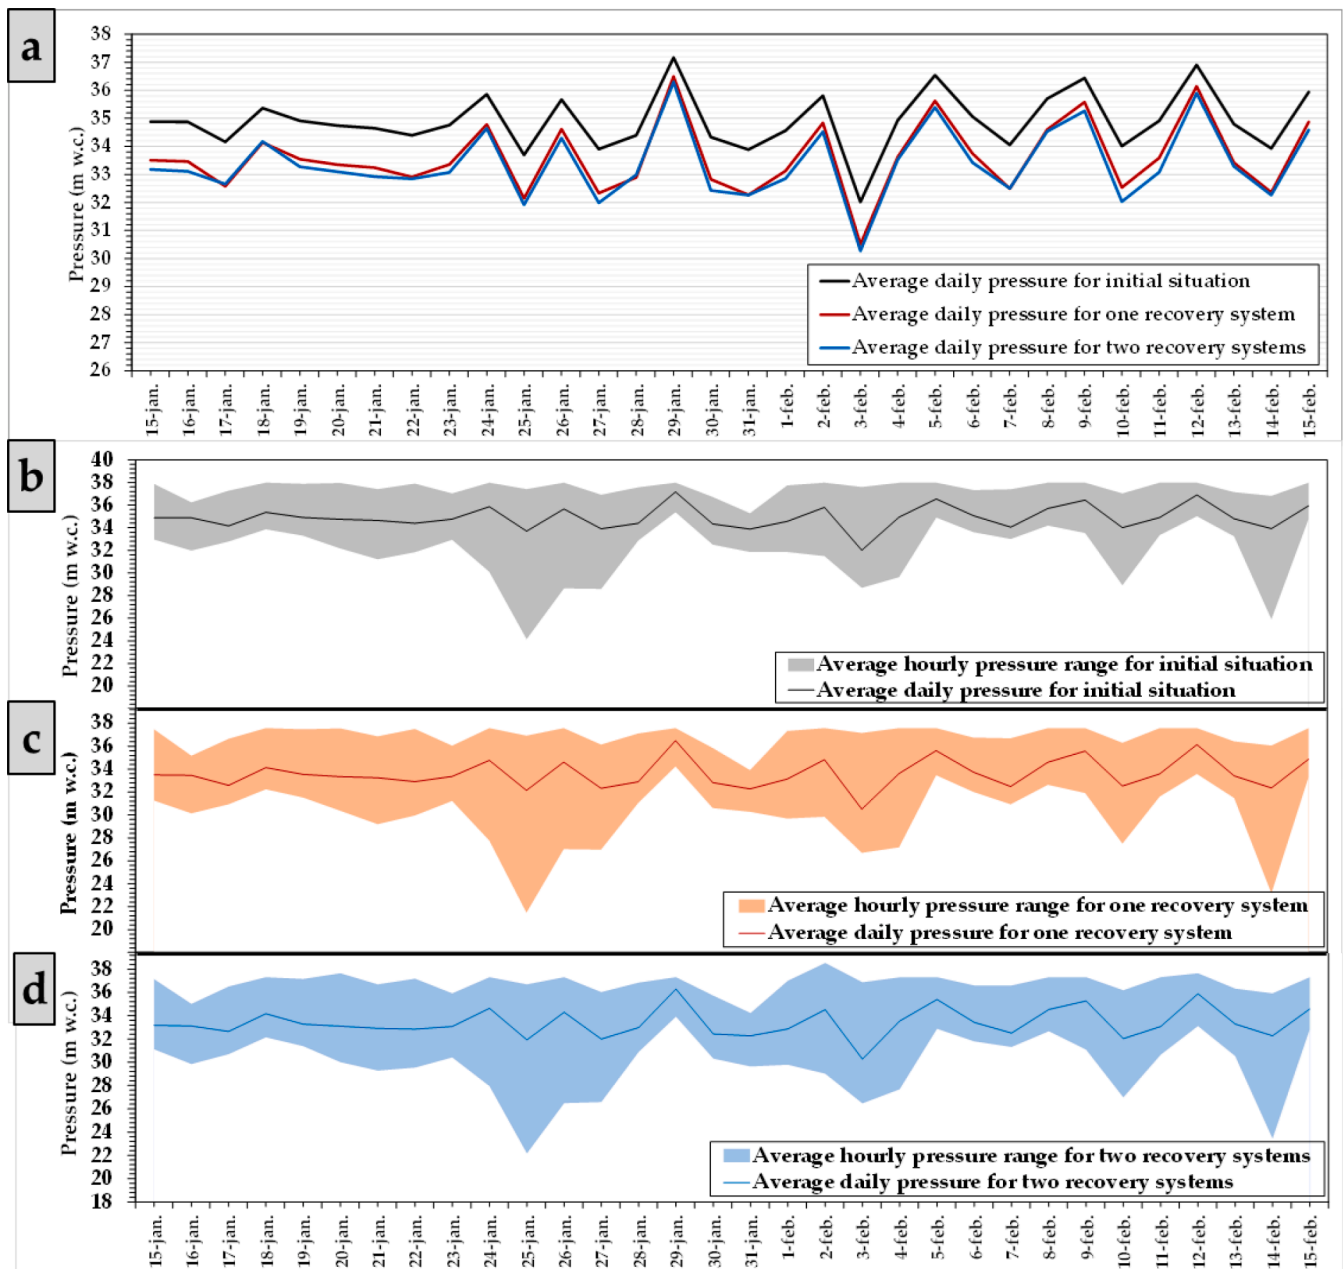 a
Pressure (m w.c.)
38
37
36
35
34
33
32
31
30
29
28
27
26
Average daily pressure for initial situation
Average daily pressure for one recovery system
Average daily pressure for two recovery systems
15-jan.
16-jan.
17-jan.
18-jan.
19-jan.
20-jan.
21-jan.
22-jan.
23-jan.
24-jan.
25-jan.
26-jan.
27-jan.
28-jan.
29-jan.
30-jan.
31-jan.
1-feb.
2-feb.
3-feb.
4-feb.
5-feb.
6-feb.
7-feb.
8-feb.
9-feb.
10-feb.
11-feb.
12-feb.
13-feb.
14-feb.
15-feb.
b
Pressure (m w.c.)
40
38
36
34
32
30
28
26
24
22
20
Average hourly pressure range for initial situation
Average daily pressure for initial situation
c
Pressure (m w.c.)
38
36
34
32
30
28
26
24
22
20
Average hourly pressure range for one recovery system
Average daily pressure for one recovery system
d
Pressure (m w.c.)
38
36
34
32
30
28
26
24
22
20
18
Average hourly pressure range for two recovery systems
Average daily pressure for two recovery systems
15-jan.
16-jan.
17-jan.
18-jan.
19-jan.
20-jan.
21-jan.
22-jan.
23-jan.
24-jan.
25-jan.
26-jan.
27-jan.
28-jan.
29-jan.
30-jan.
31-jan.
1-feb.
2-feb.
3-feb.
4-feb.
5-feb.
6-feb.
7-feb.
8-feb.
9-feb.
10-feb.
11-feb.
12-feb.
13-feb.
14-feb.
15-feb.